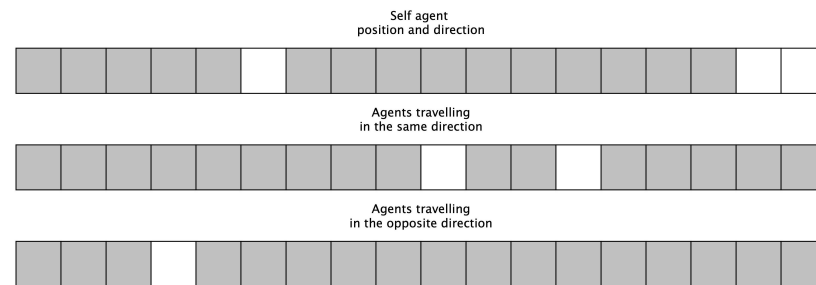 Self agent
position and direction
Agents travelling
in the same direction
Agents travelling
in the opposite direction